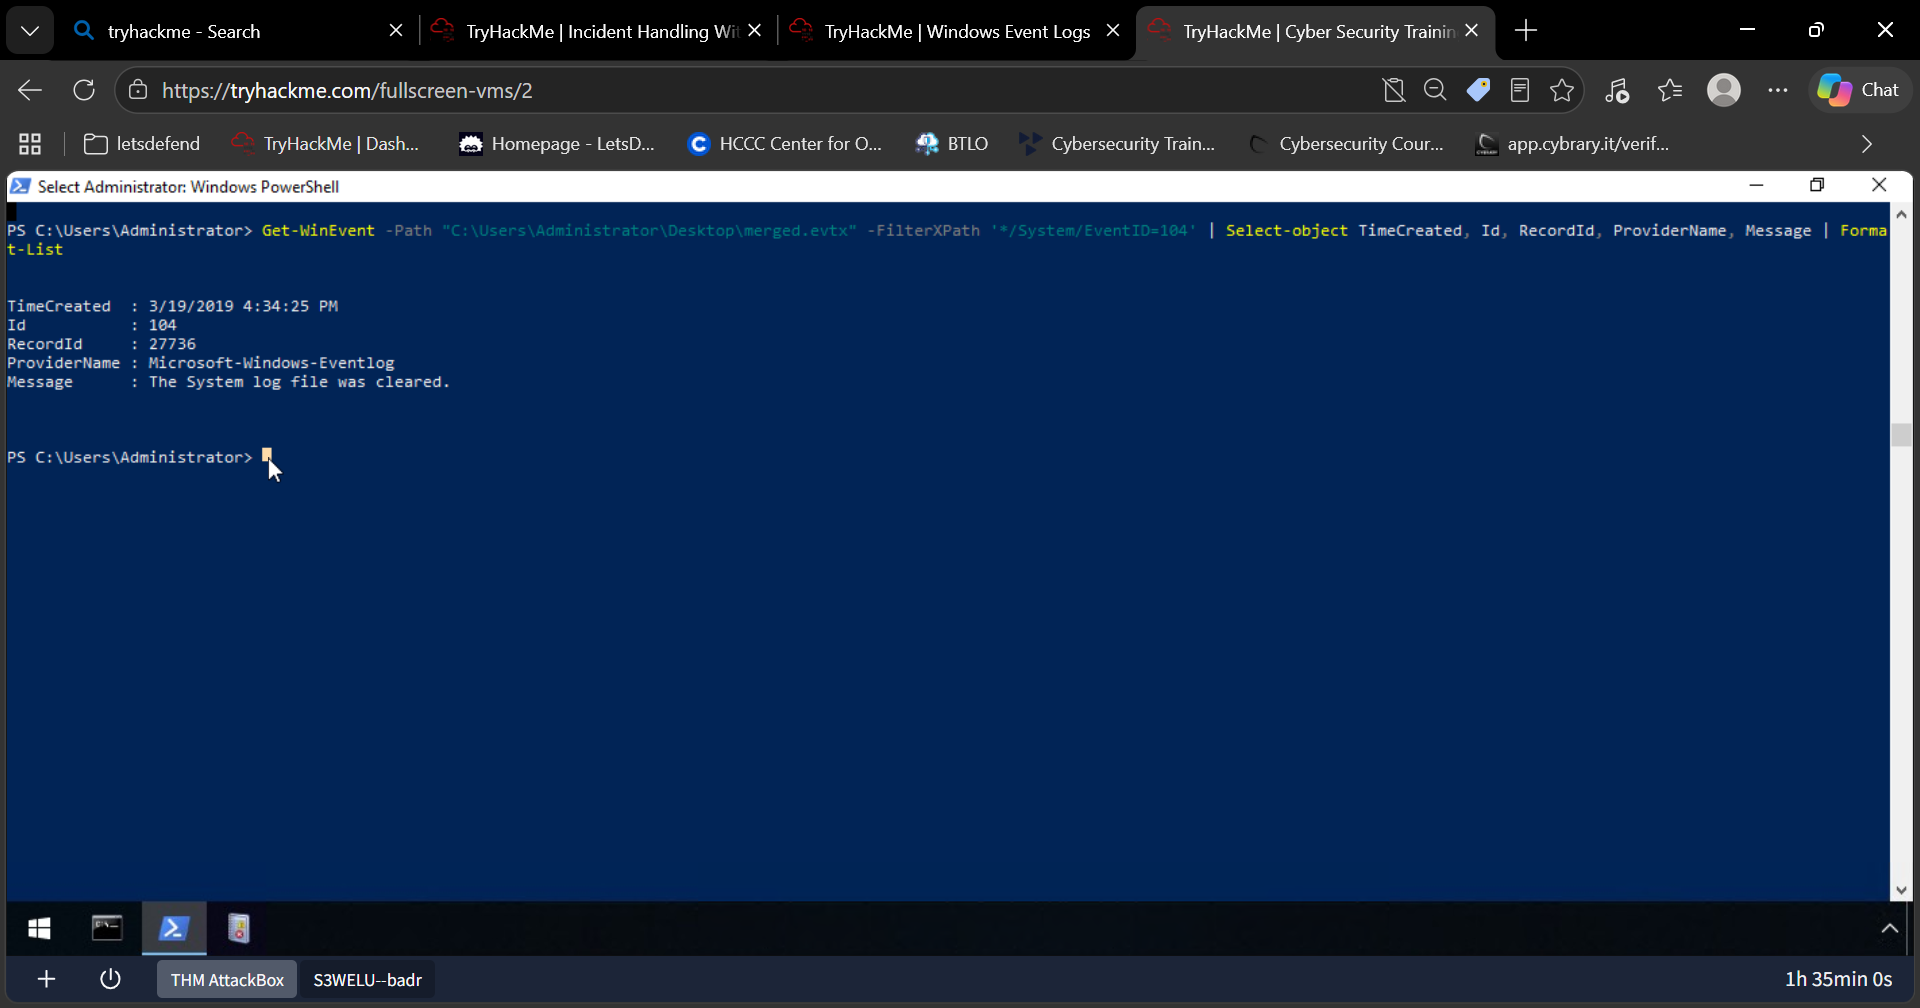 tryhackme - Search
TryHackMe | Incident Handling Wit
TryHackMe | Windows Event Logs
TryHackMe | Cyber Security Trainin
https://tryhackme.com/fullscreen-vms/2
Chat
letsdefend
TryHackMe | Dash...
Homepage - LetsD...
HCCC Center for O...
BTLO
Cybersecurity Train...
Cybersecurity Cour...
app.cybrary.it/verif...
Select Administrator: Windows PowerShell
PS C:\Users\Administrator> Get-WinEvent -Path "C:\Users\Administrator\Desktop\merged.evtx" -FilterXPath '*/System/EventID=104' | Select-object TimeCreated, Id, RecordId, ProviderName, Message | Forma
t-List
TimeCreated : 3/19/2019 4:34:25 PM
Id : 104
RecordId : 27736
ProviderName : Microsoft-Windows-Eventlog
Message : The System log file was cleared.
PS C:\Users\Administrator>
THM AttackBox
S3WELU--badr
1h 35min 0s